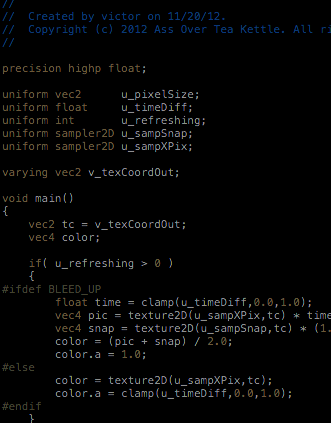 //
//  Created by victor on 11/20/12.
//  Copyright (c) 2012 Ass Over Tea Kettle. All
//
precision highp float;
uniform vec2      u_pixelSize;
uniform float     u_timeDiff;
uniform int       u_refreshing;
uniform sampler2D u_sampSnap;
uniform sampler2D u_sampXPix;
varying vec2 v_texCoordOut;
void main()
{
    vec2 tc = v_texCoordOut;
    vec4 color;
    if( u_refreshing > 0 )
    {
#ifdef BLEED_UP
        float time = clamp(u_timeDiff,0.0,1.0);
        vec4 pic = texture2D(u_sampXPix,tc) * time
        vec4 snap = texture2D(u_sampSnap,tc) * (1.
        color = (pic + snap) / 2.0;
        color.a = 1.0;
#else
        color = texture2D(u_sampXPix,tc);
        color.a = clamp(u_timeDiff,0.0,1.0);
#endif
    }